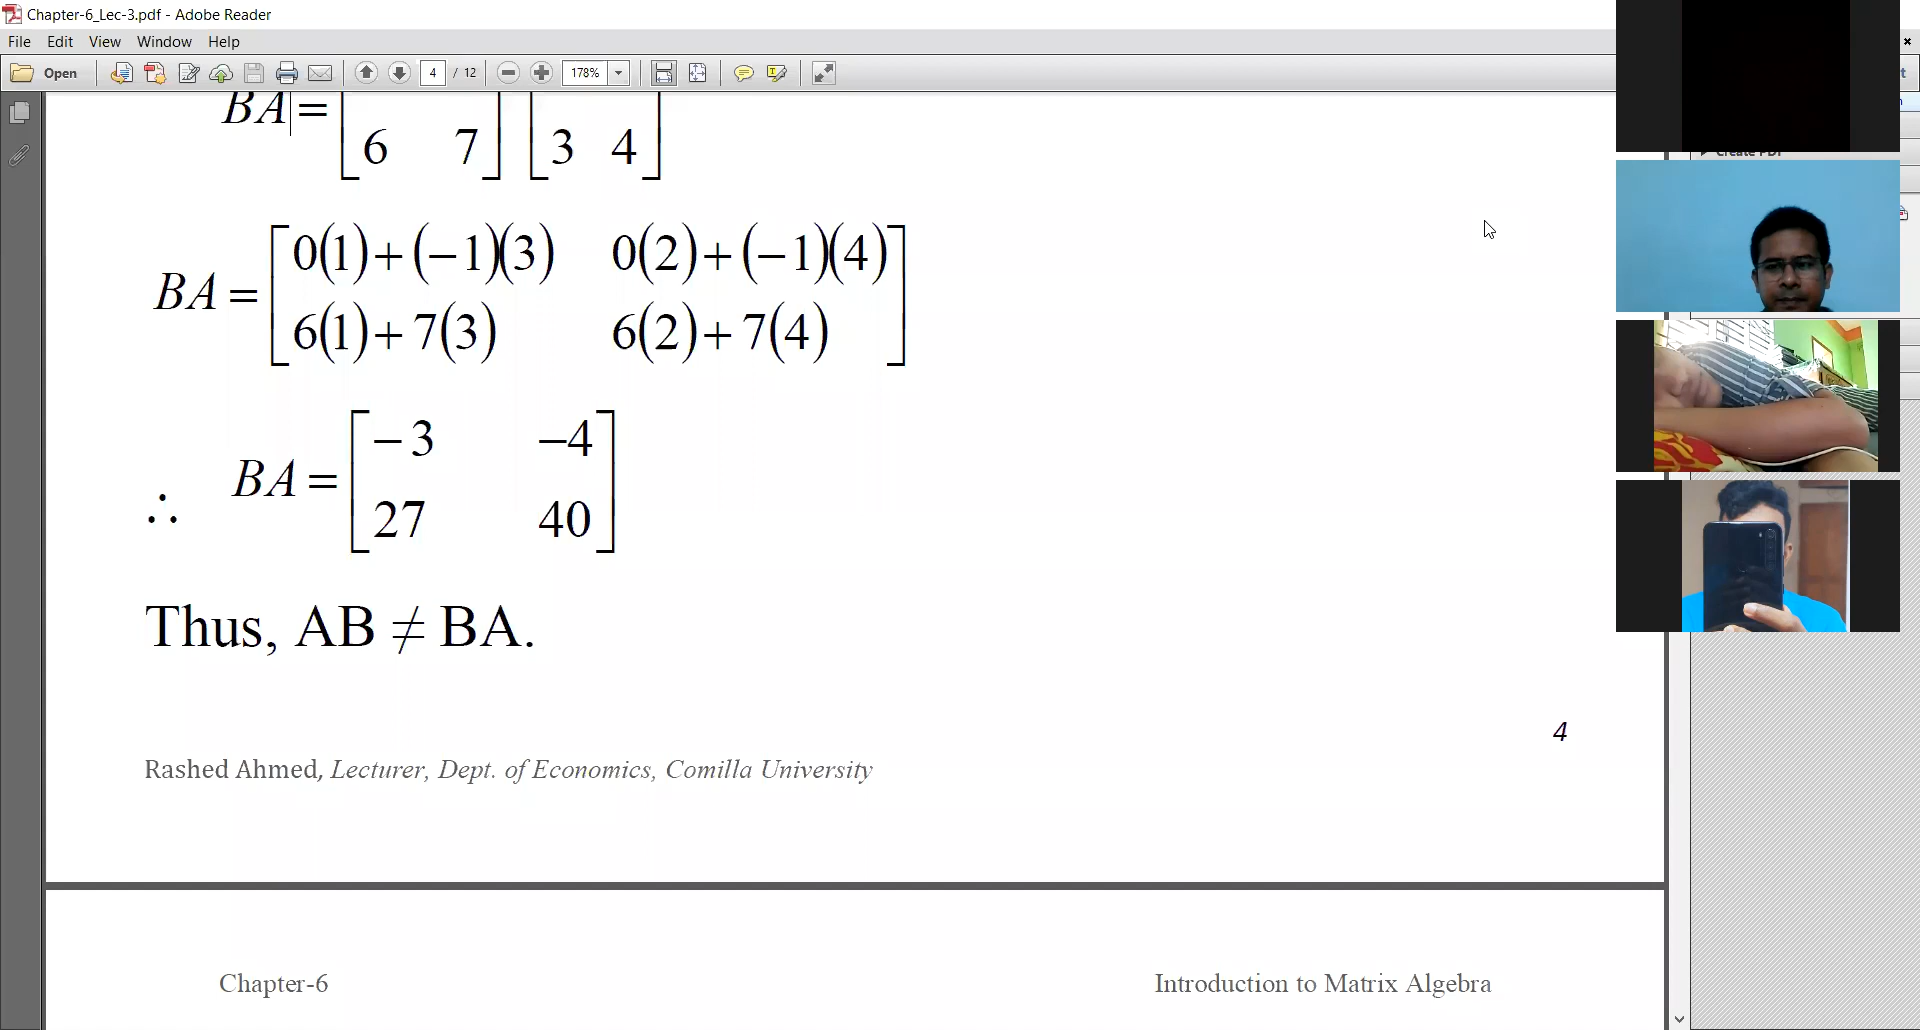 Chapter-6_Lec-3.pdf - Adobe Reader
File Edit View Window Help
Open 4 / 12 178%
BA = [
6 7] [3 4]
BA = [0(1)+(−1)(3) 0(2)+(−1)(4)
6(1)+7(3) 6(2)+7(4)]
∴ BA = [−3 −4
27 40]
Thus, AB ≠ BA.
4
Rashed Ahmed, Lecturer, Dept. of Economics, Comilla University
Chapter-6 Introduction to Matrix Algebra
Create PDF